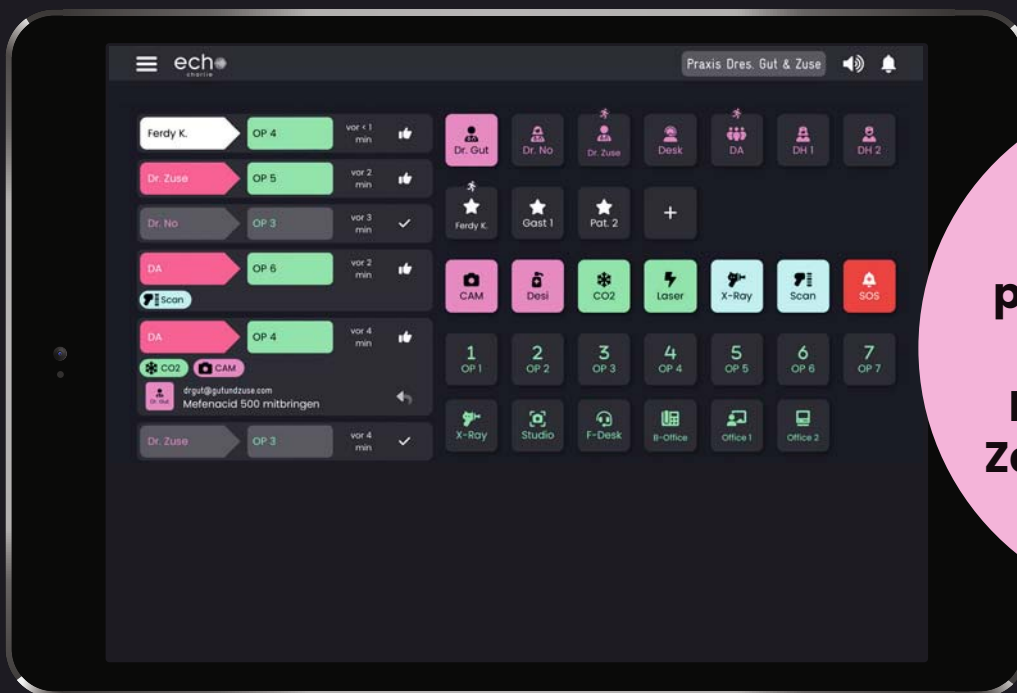 echo
charlie
Praxis Dres. Gut & Zuse
Ferdy K.
OP 4
vor < 1
min
Dr. Zuse
OP 5
vor 2
min
Dr. No
OP 3
vor 3
min
DA
OP 6
vor 2
min
Scan
DA
OP 4
vor 4
min
CO2
CAM
Dr. Gut
drgut@gutundzuse.com
Mefenacid 500 mitbringen
Dr. Zuse
OP 3
vor 4
min
Dr. Gut
Dr. No
Dr. Zuse
Desk
DA
DH 1
DH 2
Ferdy K.
Gast 1
Pat. 2
+
CAM
Desi
CO2
Laser
X-Ray
Scan
SOS
1
OP 1
2
OP 2
3
OP 3
4
OP 4
5
OP 5
6
OP 6
7
OP 7
X-Ray
Studio
F-Desk
B-Office
Office 1
Office 2